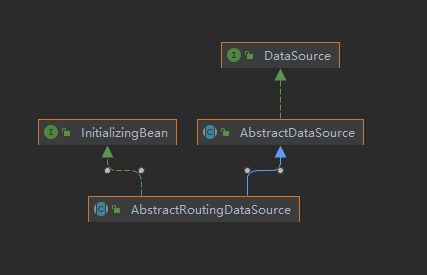 I DataSource
I InitializingBean
C AbstractDataSource
C AbstractRoutingDataSource